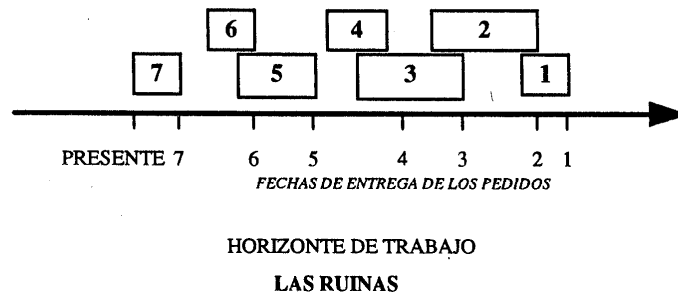 6 4 2
7 5 3 1
PRESENTE 7 6 5 4 3 2 1
FECHAS DE ENTREGA DE LOS PEDIDOS
HORIZONTE DE TRABAJO
LAS RUINAS